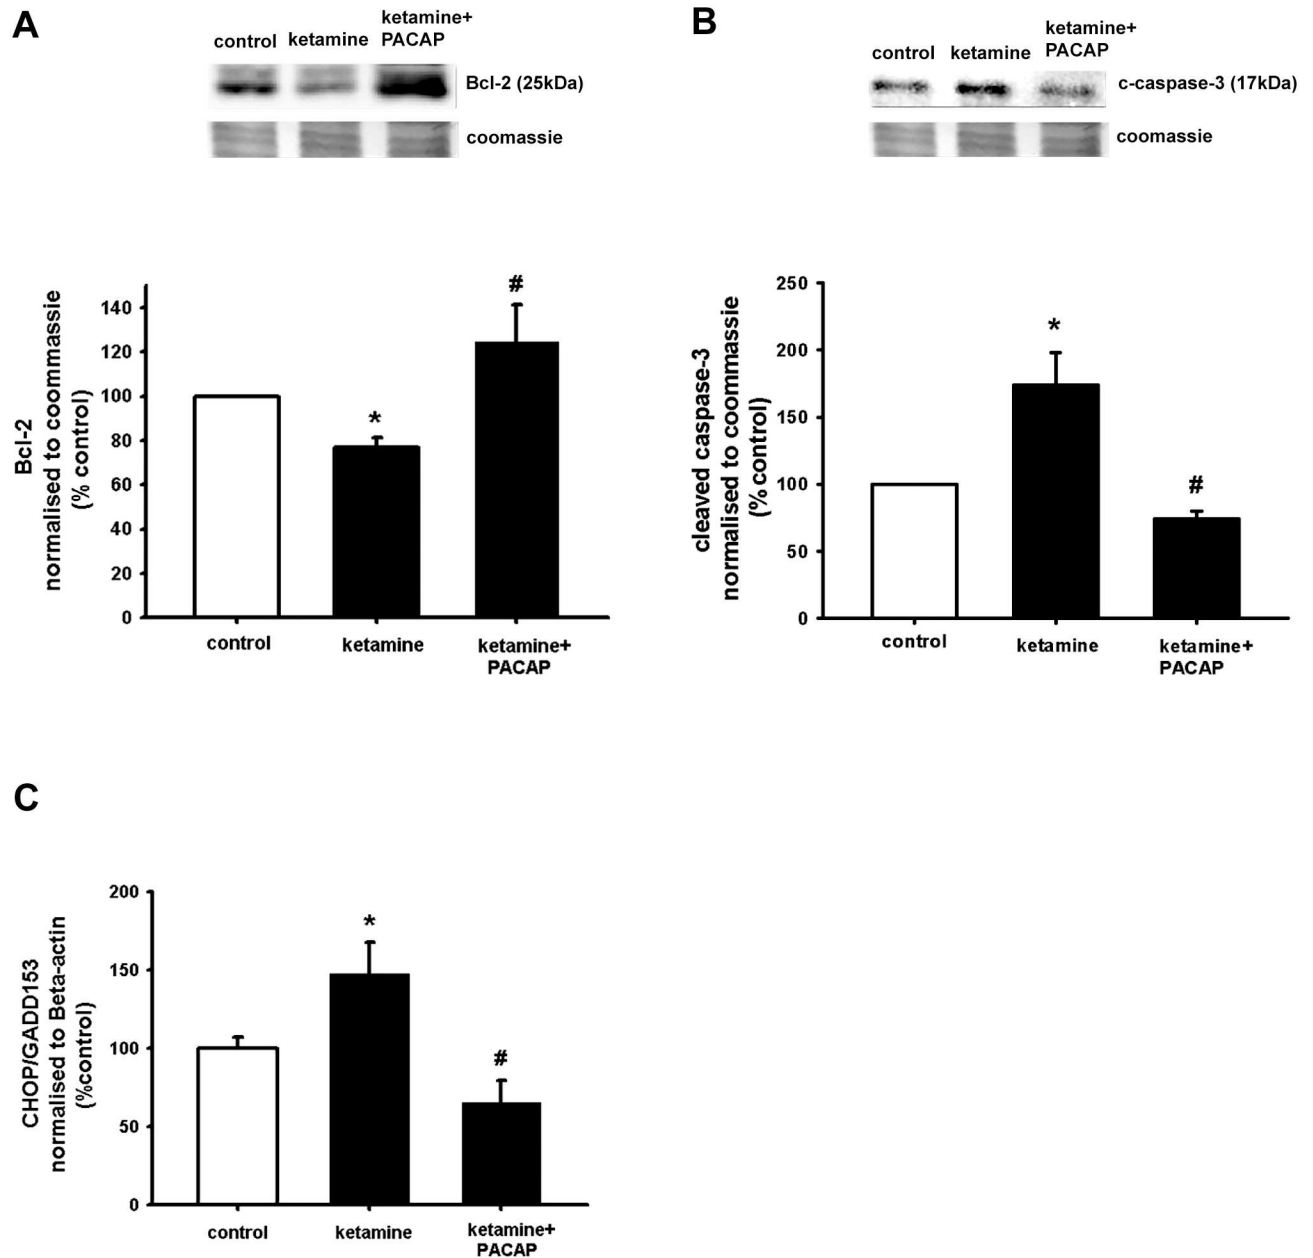 A
control
ketamine
ketamine+
PACAP
Bcl-2 (25kDa)
coomassie
Bcl-2
normalised to coommassie
(% control)
140
120
100
80
60
40
20
0
*
#
control
ketamine
ketamine+
PACAP
B
control
ketamine
ketamine+
PACAP
c-caspase-3 (17kDa)
coomassie
cleaved caspase-3
normalised to coommassie
(%control)
250
200
150
100
50
0
*
#
control
ketamine
ketamine+
PACAP
C
CHOP/GADD153
normalised to Beta-actin
(%control)
200
150
100
50
0
*
#
control
ketamine
ketamine+
PACAP